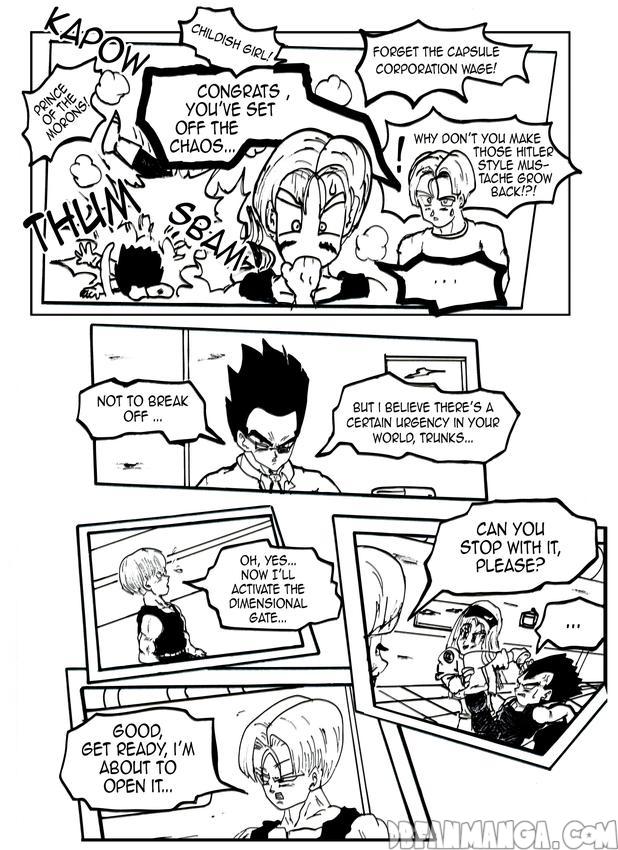 KAPOW
CHILDISH GIRL!
FORGET THE CAPSULE
CORPORATION WAGE!
PRINCE
OF THE
MORONS!
CONGRATS ,
YOU'VE SET
OFF THE
CHAOS...
!
WHY DON'T YOU MAKE
THOSE HITLER
STYLE MUS-
TACHE GROW
BACK!?!
THUM
SBAM
...
NOT TO BREAK
OFF ...
BUT I BELIEVE THERE'S A
CERTAIN URGENCY IN YOUR
WORLD, TRUNKS...
OH, YES...
NOW I'LL
ACTIVATE THE
DIMENSIONAL
GATE...
CAN YOU
STOP WITH IT,
PLEASE?
...
GOOD,
GET READY, I'M
ABOUT TO
OPEN IT...
DBFANMANGA.COM